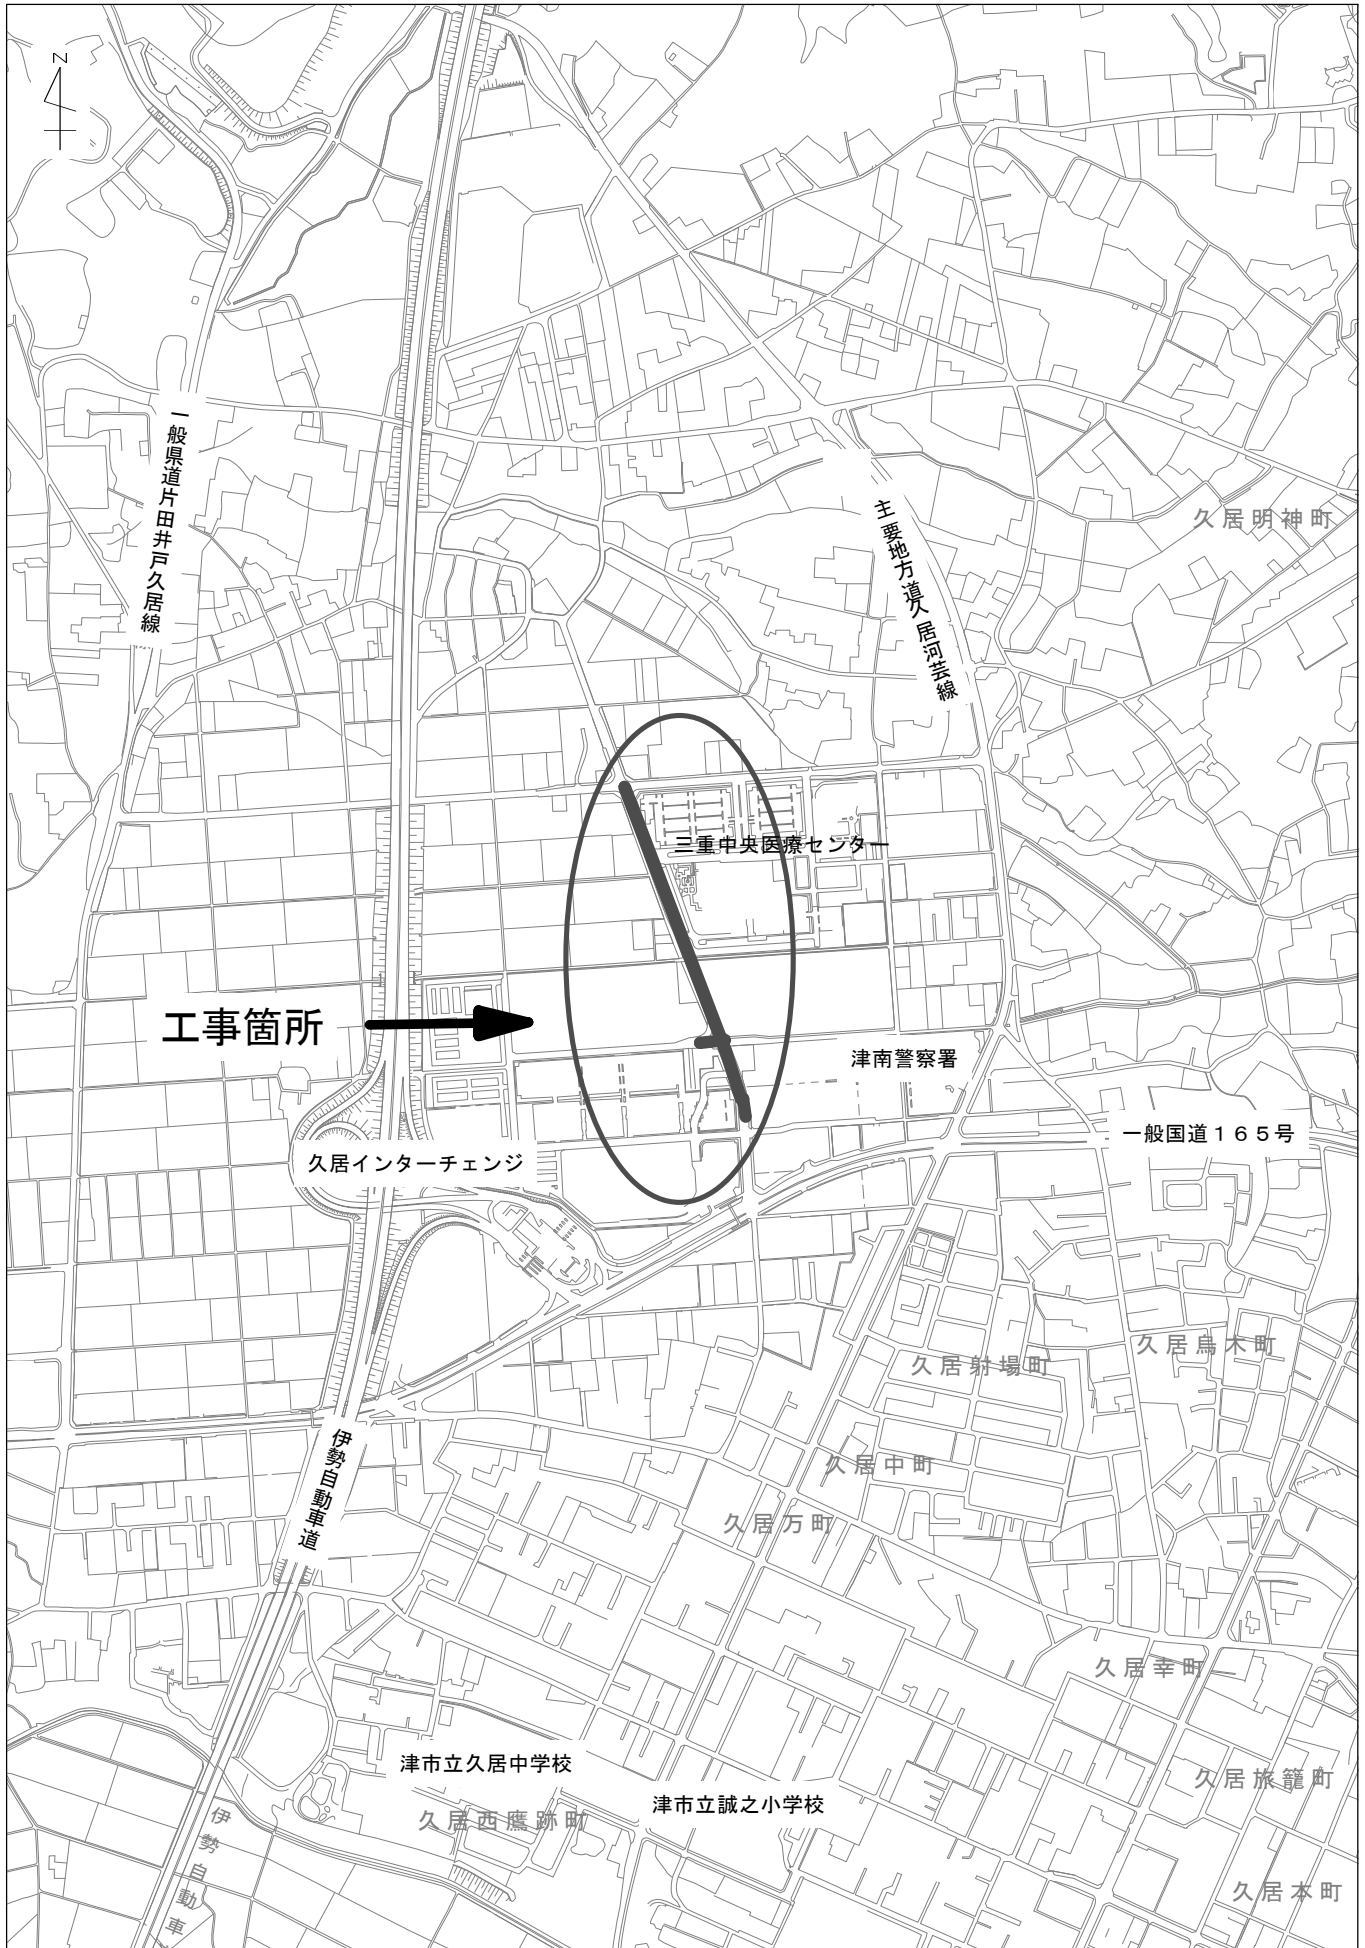 N
一般県道片田井戸久居線
主要地方道久居河芸線
久居明神町
三重中央医療センター
工事箇所
津南警察署
一般国道１６５号
久居インターチェンジ
久居烏木町
久居射場町
伊勢自動車道
久居中町
久居万町
久居幸町
津市立久居中学校
久居旅籠町
津市立誠之小学校
久居西鷹跡町
伊勢自動車
久居本町